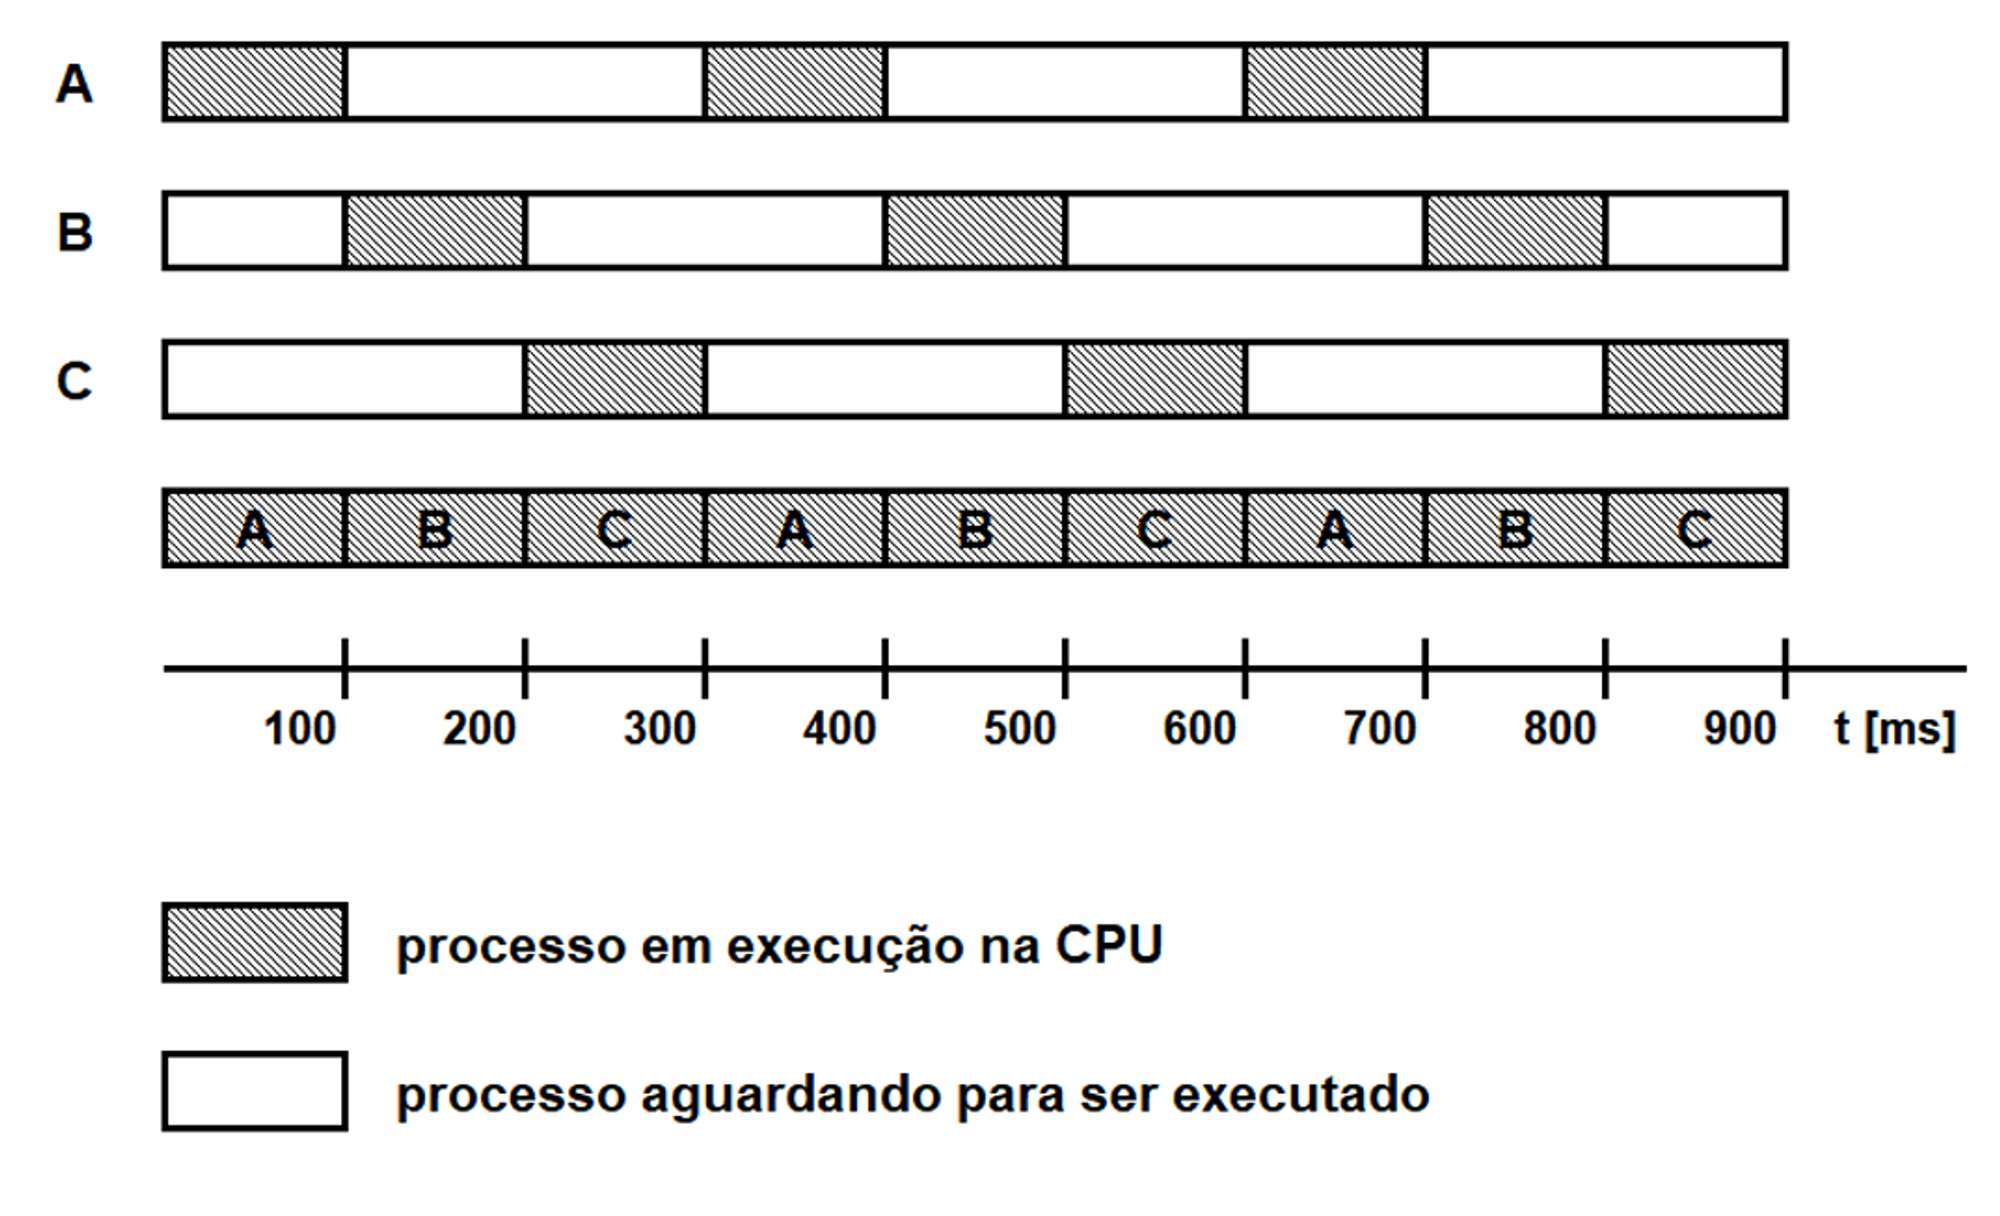 A
B
C
A B C A B C A B C
100 200 300 400 500 600 700 800 900 t [ms]
processo em execução na CPU
processo aguardando para ser executado